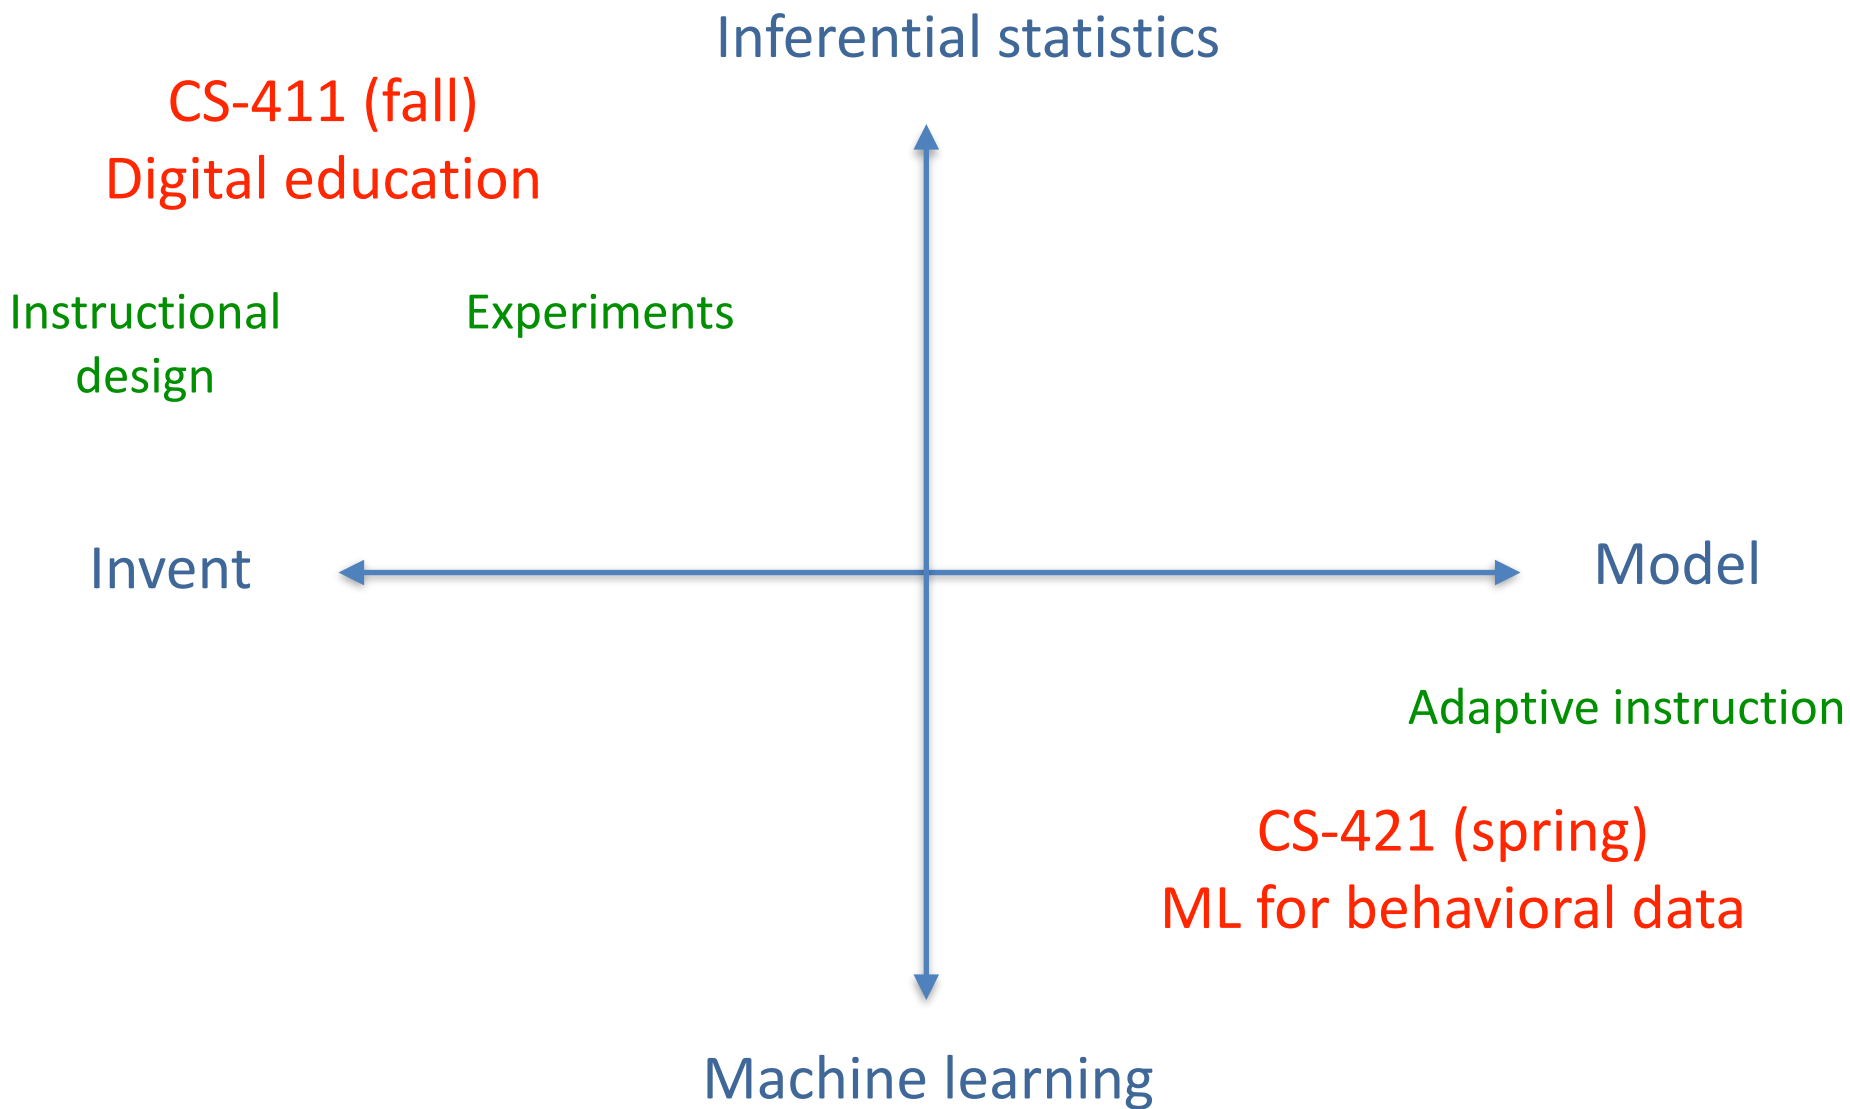 Inferential statistics
CS-411 (fall)
Digital education
Instructional
design
Experiments
Invent
Model
Adaptive instruction
CS-421 (spring)
ML for behavioral data
Machine learning